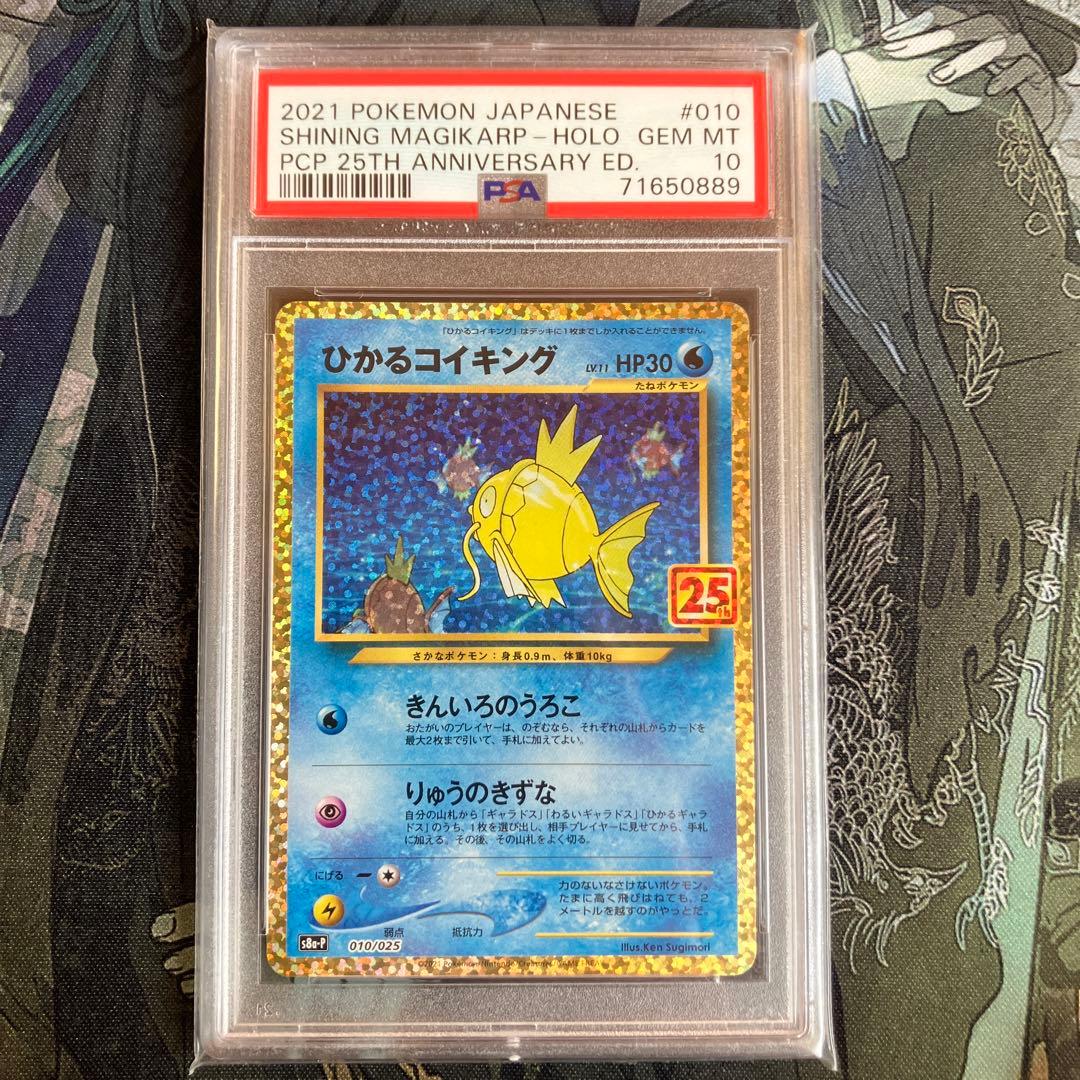 2021 POKEMON JAPANESE #010
SHINING MAGIKARP-HOLO GEM MT
PCP 25TH ANNIVERSARY ED. 10
PSA 71650889
「ひかるコイキング」はデッキに1枚までしか入れることができません。
ひかるコイキング LV.11 HP30
たねポケモン
25th
さかなポケモン：身長0.9m、体重10kg
きんいろのうろこ
おたがいのプレイヤーは、のぞむなら、それぞれの山札からカードを
最大2枚まで引いて、手札に加えてよい。
りゅうのきずな
自分の山札から「ギャラドス」「わるいギャラドス」「ひかるギャラ
ドス」のうち、1枚を選び出し、相手プレイヤーに見せてから、手札
に加える。その後、その山札をよく切る。
にげる
力のないなさけないポケモン。
たまに高く飛びはねても、2
メートルを越すのがやっとだ。
弱点 抵抗力
s8a-P 010/025 Illus.Ken Sugimori
©2021 Pokémon/Nintendo/Creatures/GAME FREAK